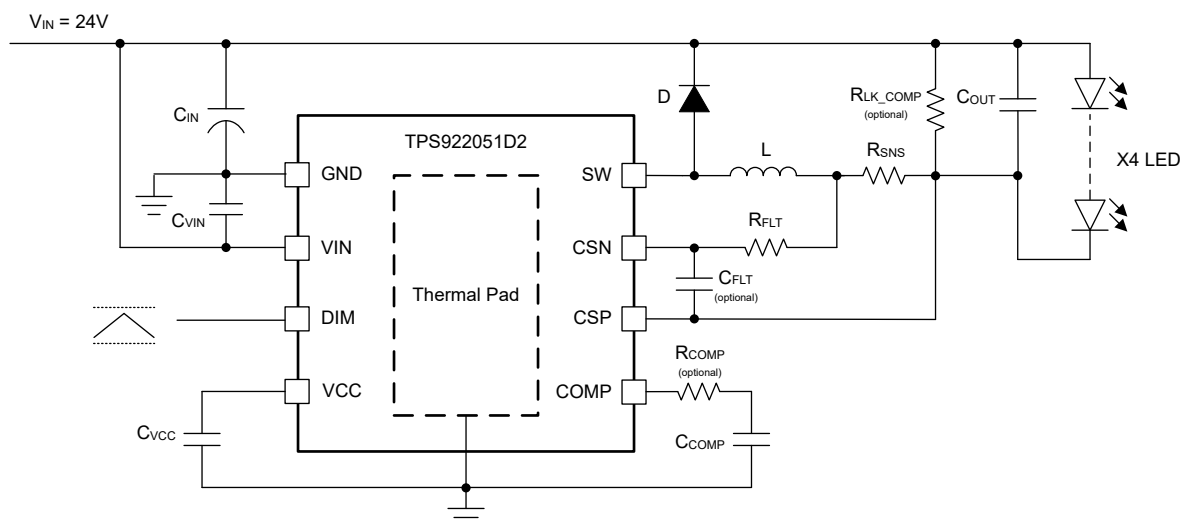 VIN = 24V
CIN
CVIN
TPS922051D2
GND
VIN
DIM
VCC
Thermal Pad
SW
CSN
CSP
COMP
CVCC
D
L
RSNS
RLK_COMP
(optional)
COUT
X4 LED
RFLT
CFLT
(optional)
RCOMP
(optional)
CCOMP